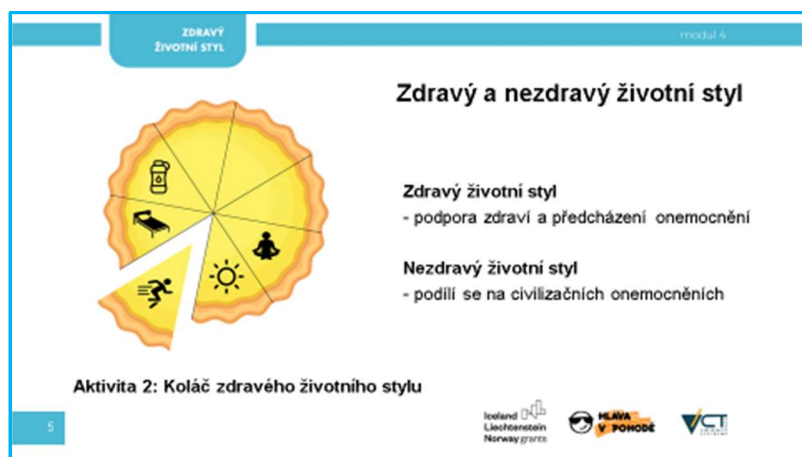 ZDRAVÝ
ŽIVOTNÍ STYL
modul 4
Zdravý a nezdravý životní styl
Zdravý životní styl
- podpora zdraví a předcházení onemocnění
Nezdravý životní styl
- podílí se na civilizačních onemocněních
Aktivita 2: Koláč zdravého životního stylu
5
Iceland
Liechtenstein
Norway grants
HLAVA
V POHODĚ
VCT